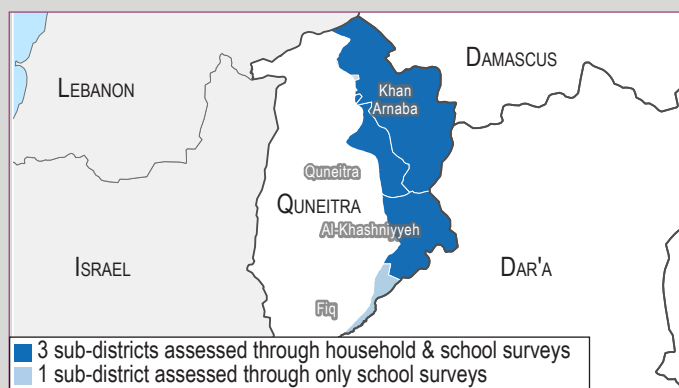 DAMASCUS
LEBANON
Khan
Arnaba
Quneitra
QUNEITRA
Al-Khashniyyeh
ISRAEL
DAR'A
Fiq
3 sub-districts assessed through household & school surveys
1 sub-district assessed through only school surveys